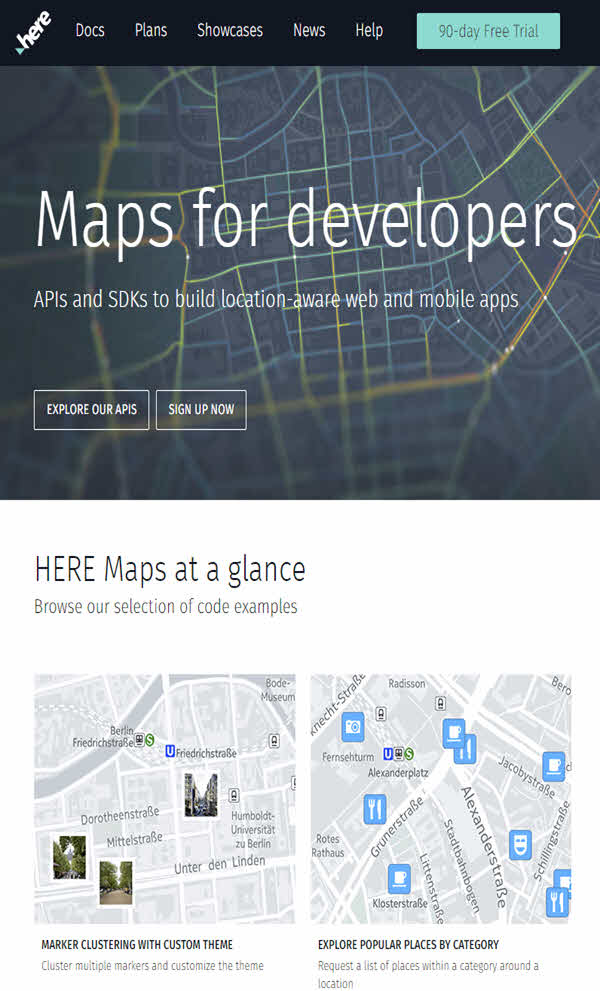 here
Docs
Plans
Showcases
News
Help
90-day Free Trial
Maps for developers
APIs and SDKs to build location-aware web and mobile apps
EXPLORE OUR APIS
SIGN UP NOW
HERE Maps at a glance
Browse our selection of code examples
Bode-
Museum
Berlin
Friedrichstraße
S
U Friedrichstraße
Dorotheenstraße
Mittelstraße
Humboldt-
Universität
zu Berlin
Unter den Linden
MARKER CLUSTERING WITH CUSTOM THEME
Cluster multiple markers and customize the theme
knecht-Straße
Radisson
Bero
Fernsehturm
U
S
Alexanderplatz
Jacobystraße
Rotes
Rathaus
Grunerstraße
Alexanderstraße
Stadtbahnbogen
Schillingstraße
Littenstraße
Klosterstraße
EXPLORE POPULAR PLACES BY CATEGORY
Request a list of places within a category around a
location